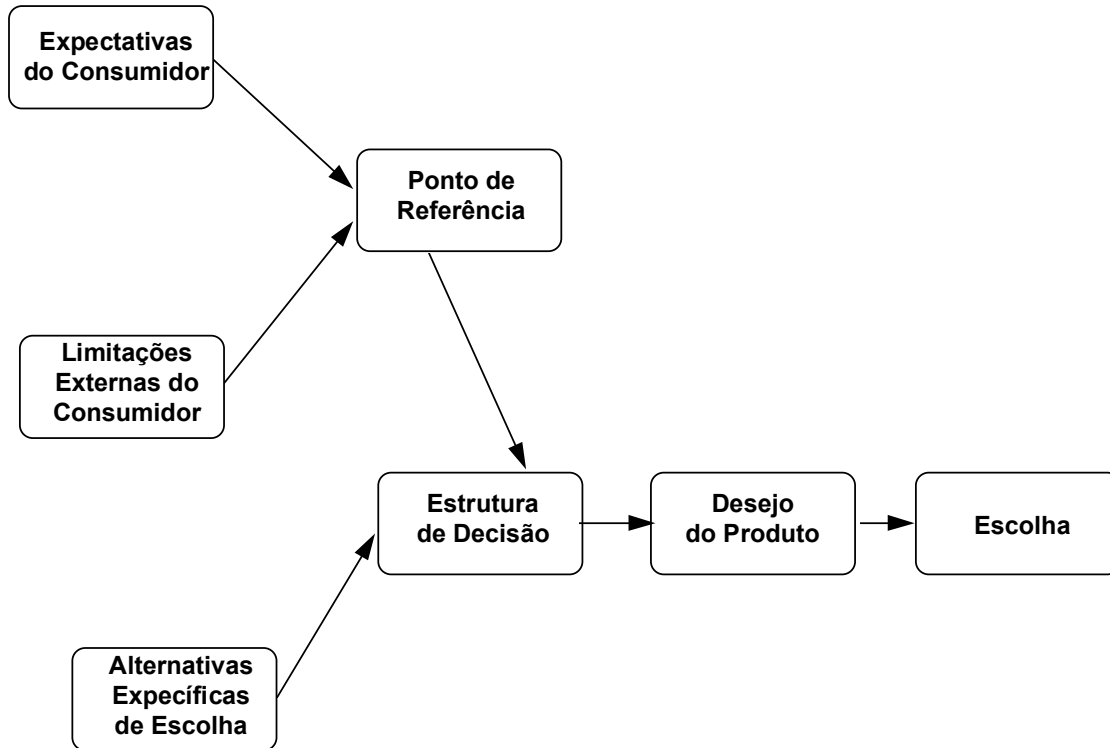 Expectativas
do Consumidor
Ponto de
Referência
Limitações
Externas do
Consumidor
Estrutura
de Decisão
Desejo
do Produto
Escolha
Alternativas
Expecíficas
de Escolha